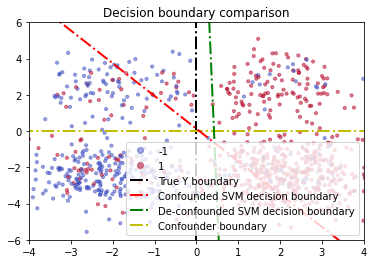 Decision boundary comparison
6
4
2
0
−2
−4
−6
-1
1
True Y boundary
Confounded SVM decision boundary
De-confounded SVM decision boundary
Confounder boundary
−4 −3 −2 −1 0 1 2 3 4